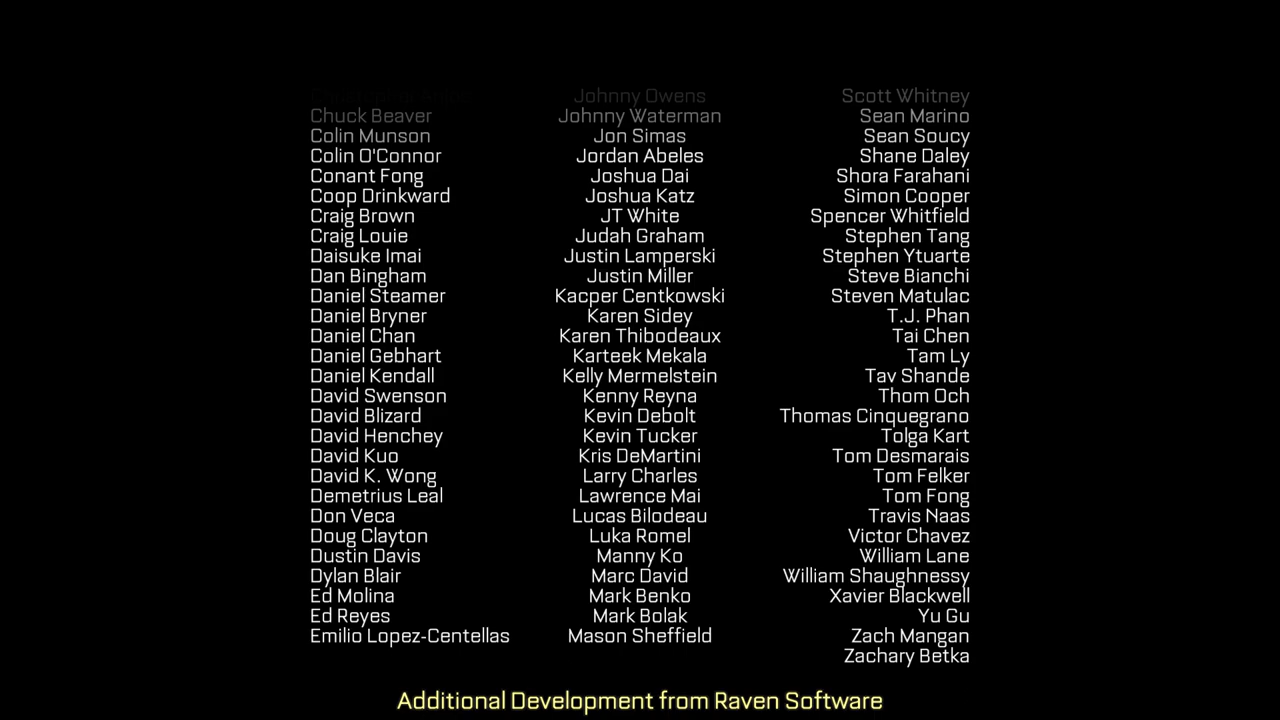 Johnny Owens Scott Whitney
Chuck Beaver Johnny Waterman Sean Marino
Colin Munson Jon Simas Sean Soucy
Colin O'Connor Jordan Abeles Shane Daley
Conant Fong Joshua Dai Shora Farahani
Coop Drinkward Joshua Katz Simon Cooper
Craig Brown JT White Spencer Whitfield
Craig Louie Judah Graham Stephen Tang
Daisuke Imai Justin Lamperski Stephen Ytuarte
Dan Bingham Justin Miller Steve Bianchi
Daniel Steamer Kacper Centkowski Steven Matulac
Daniel Bryner Karen Sidey T.J. Phan
Daniel Chan Karen Thibodeaux Tai Chen
Daniel Gebhart Karteek Mekala Tam Ly
Daniel Kendall Kelly Mermelstein Tav Shande
David Swenson Kenny Reyna Thom Och
David Blizard Kevin Debolt Thomas Cinquegrano
David Henchey Kevin Tucker Tolga Kart
David Kuo Kris DeMartini Tom Desmarais
David K. Wong Larry Charles Tom Felker
Demetrius Leal Lawrence Mai Tom Fong
Don Veca Lucas Bilodeau Travis Naas
Doug Clayton Luka Romel Victor Chavez
Dustin Davis Manny Ko William Lane
Dylan Blair Marc David William Shaughnessy
Ed Molina Mark Benko Xavier Blackwell
Ed Reyes Mark Bolak Yu Gu
Emilio Lopez-Centellas Mason Sheffield Zach Mangan
Zachary Betka
Additional Development from Raven Software